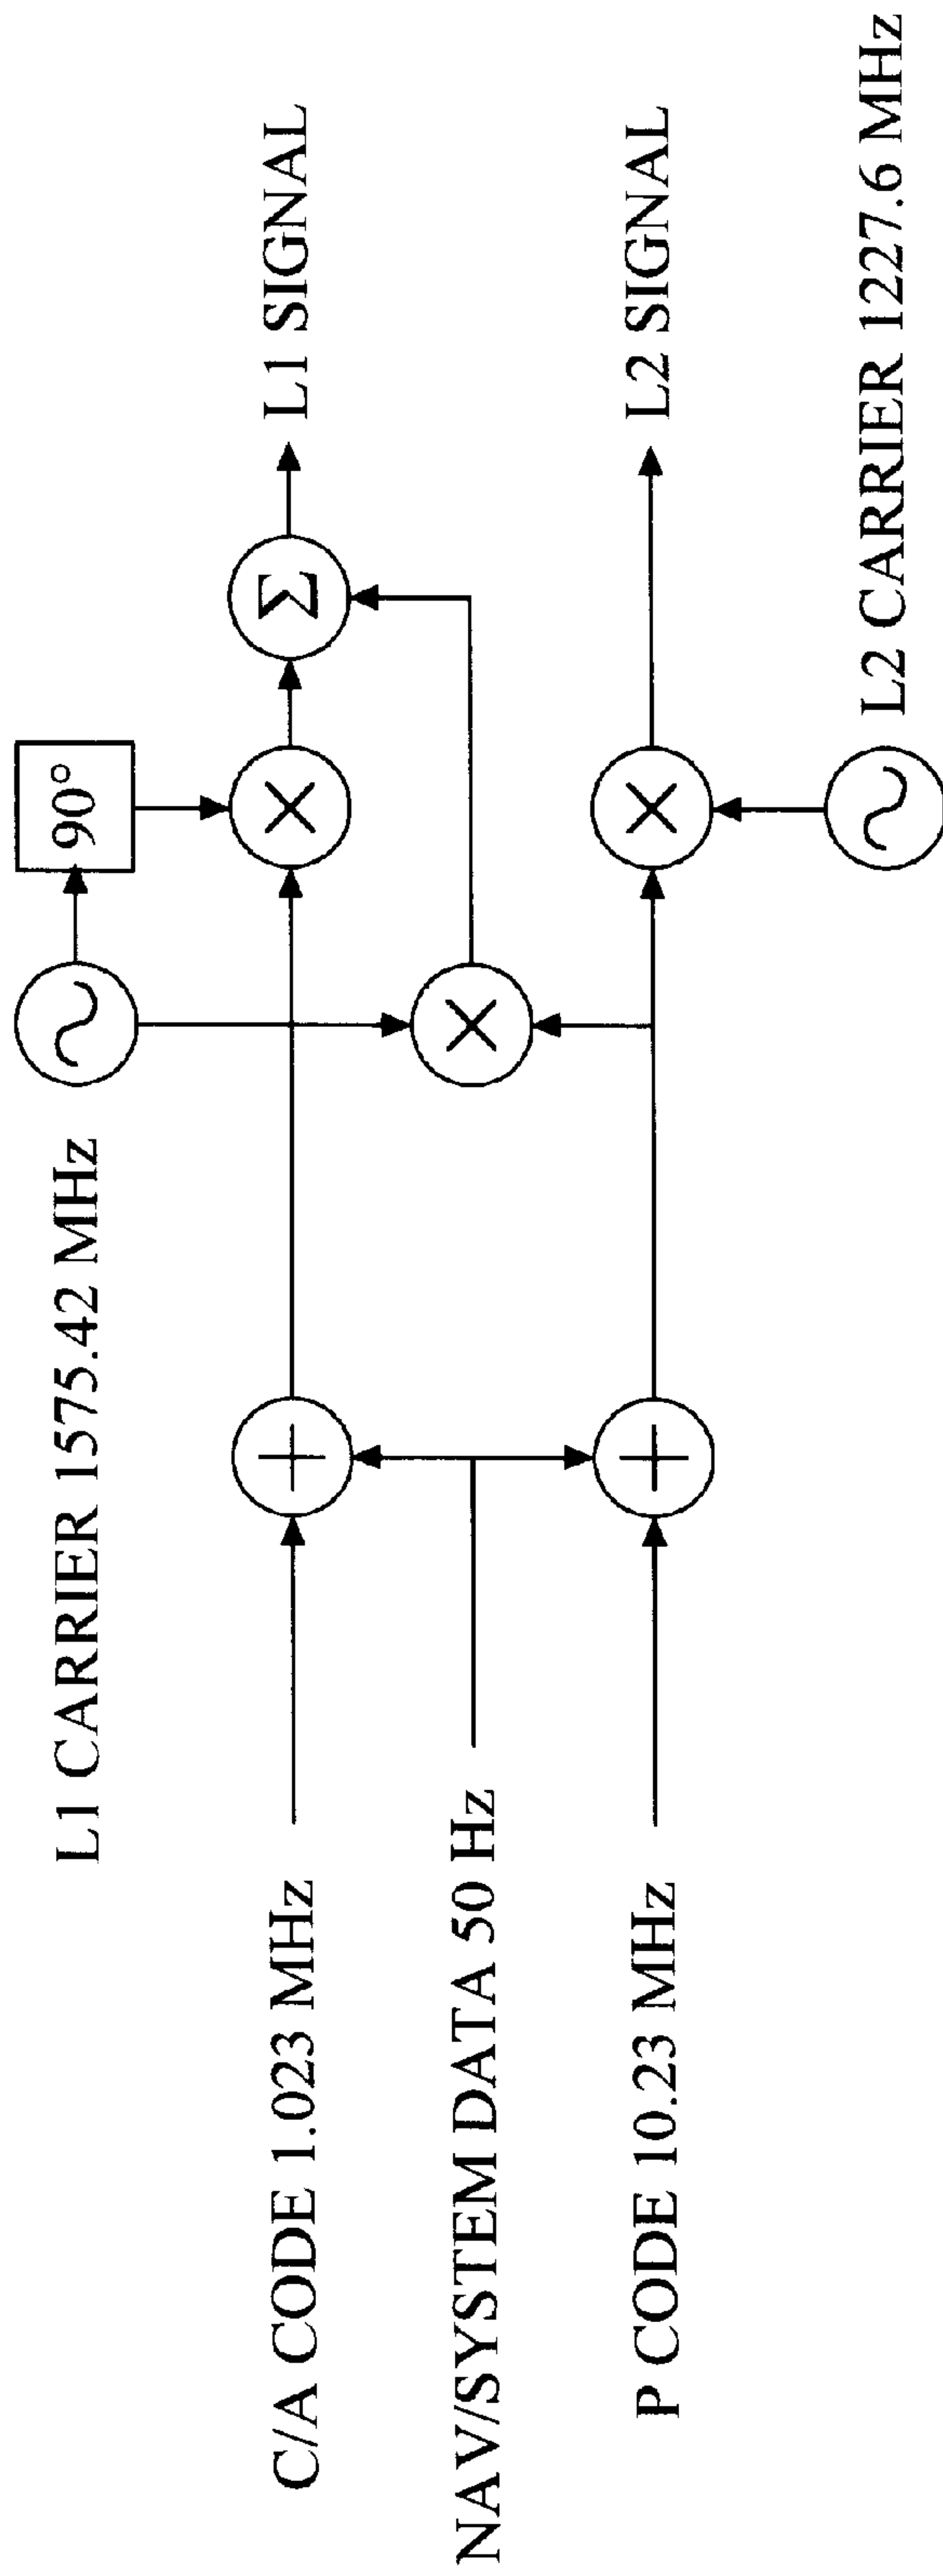 L1 CARRIER 1575.42 MHz
90°
C/A CODE 1.023 MHz
Σ
L1 SIGNAL
NAV/SYSTEM DATA 50 Hz
P CODE 10.23 MHz
L2 SIGNAL
L2 CARRIER 1227.6 MHz